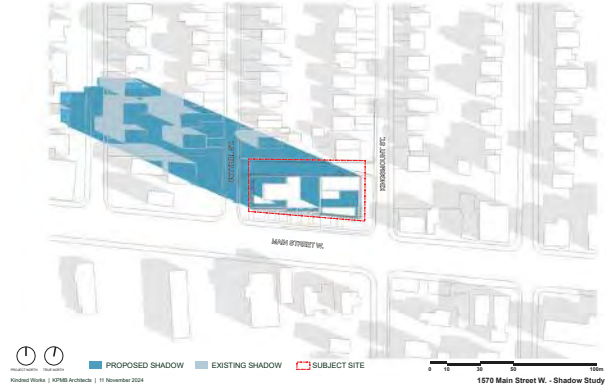 KINGSMOUNT ST.
MAIN STREET W.
PROJECT NORTH
TRUE NORTH
PROPOSED SHADOW
EXISTING SHADOW
SUBJECT SITE
0 10 30 50 100m
Kindred Works | KPMB Architects | 11 November 2024
1570 Main Street W. - Shadow Study